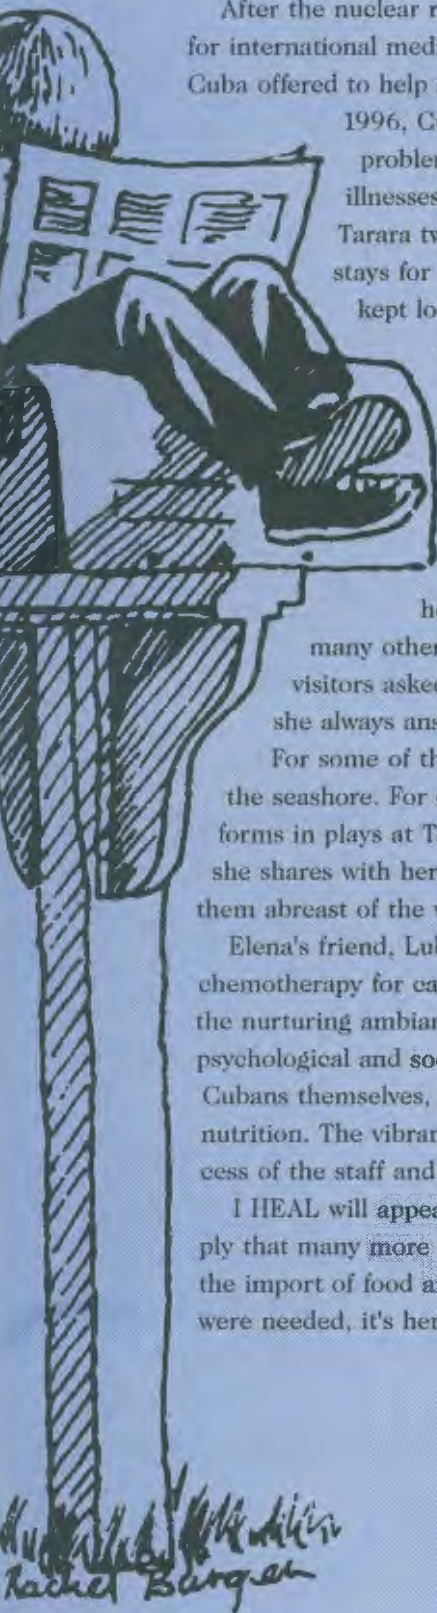 After the nuclear r
for international med
Cuba offered to help
1996, C
problem
illnesses
Tarara tw
stays for
kept lo
h
many other
visitors asked
she always ans
For some of th
the seashore. For
forms in plays at T
she shares with her
them abreast of the
Elena's friend, Lu
chemotherapy for ca
the nurturing ambian
psychological and so
Cubans themselves,
nutrition. The vibran
cess of the staff and
I HEAL will appea
ply that many more
the import of food a
were needed, it's her
Rachel Bargen